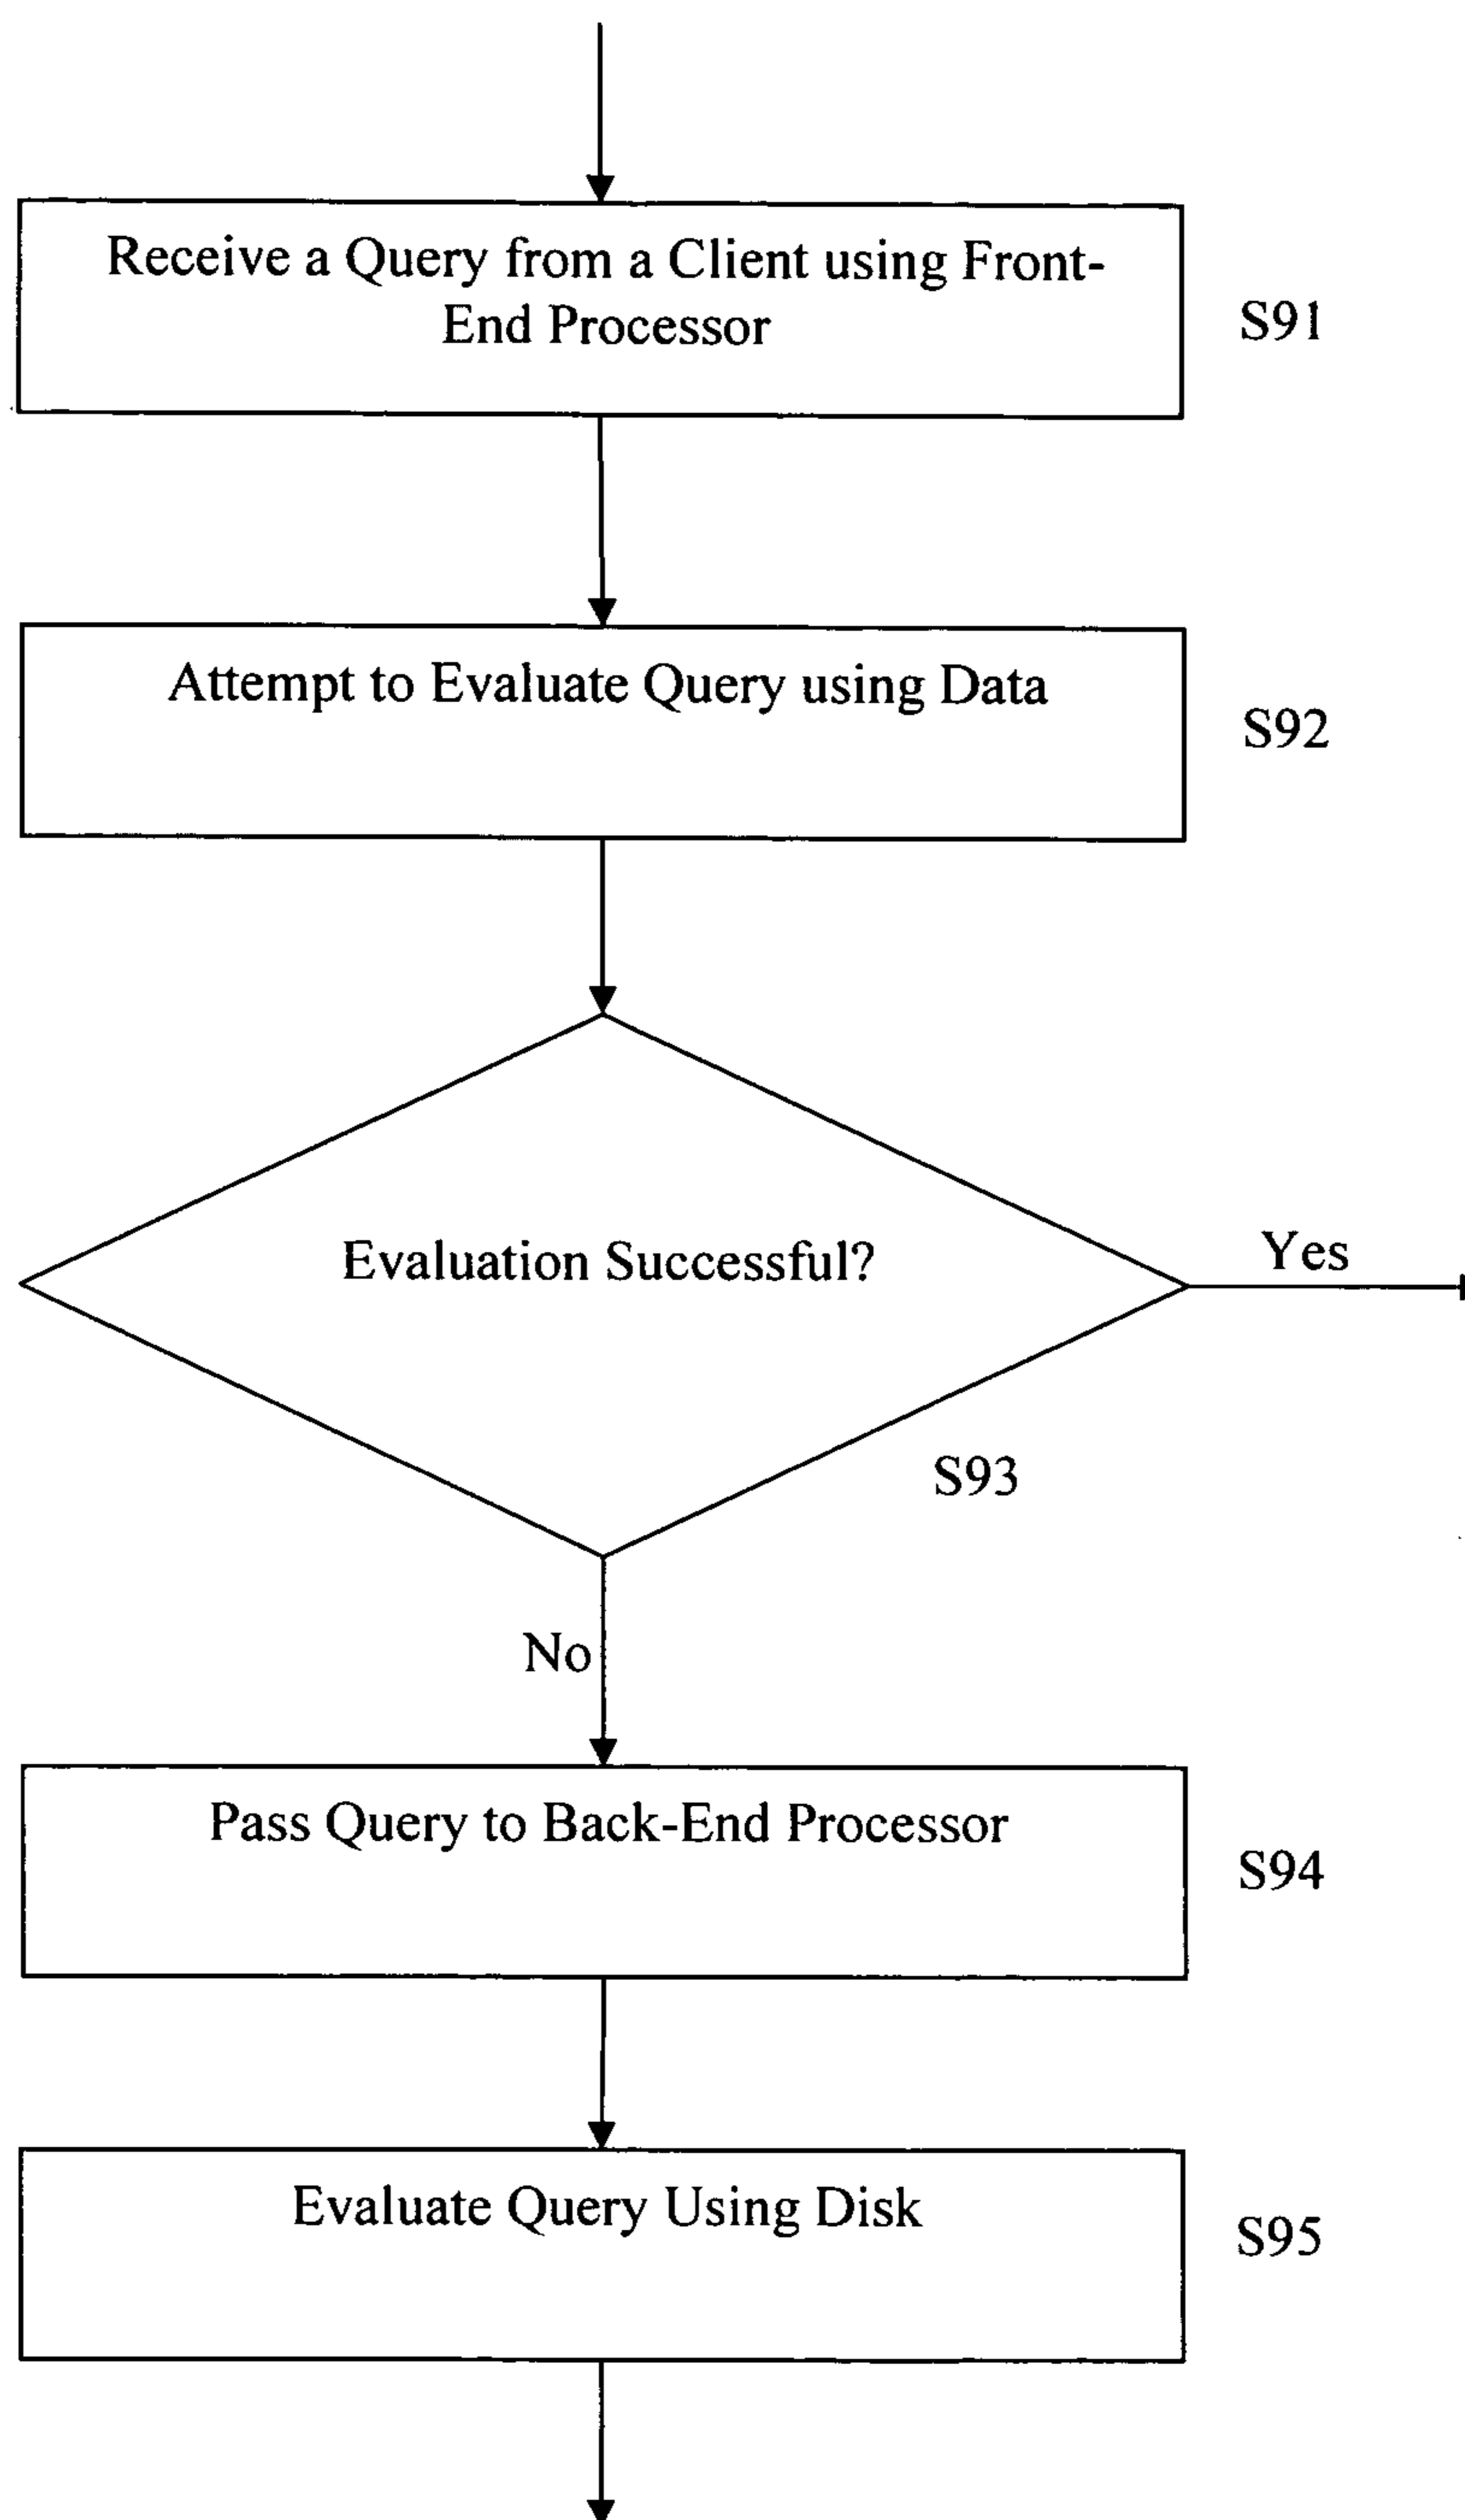 Receive a Query from a Client using Front-
End Processor
S91
Attempt to Evaluate Query using Data
S92
Evaluation Successful?
Yes
S93
No
Pass Query to Back-End Processor
S94
Evaluate Query Using Disk
S95